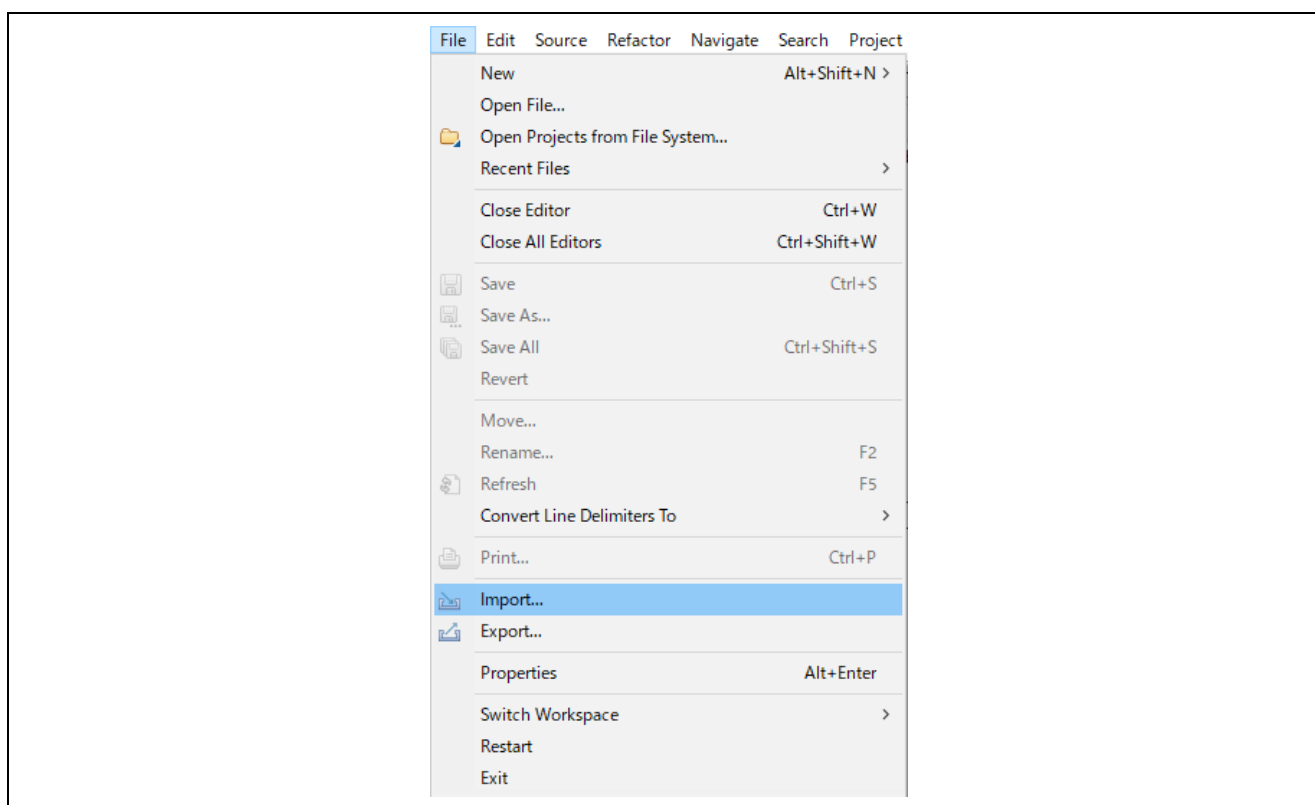 File Edit Source Refactor Navigate Search Project
New Alt+Shift+N >
Open File...
Open Projects from File System...
Recent Files >
Close Editor Ctrl+W
Close All Editors Ctrl+Shift+W
Save Ctrl+S
Save As...
Save All Ctrl+Shift+S
Revert
Move...
Rename... F2
Refresh F5
Convert Line Delimiters To >
Print... Ctrl+P
Import...
Export...
Properties Alt+Enter
Switch Workspace >
Restart
Exit